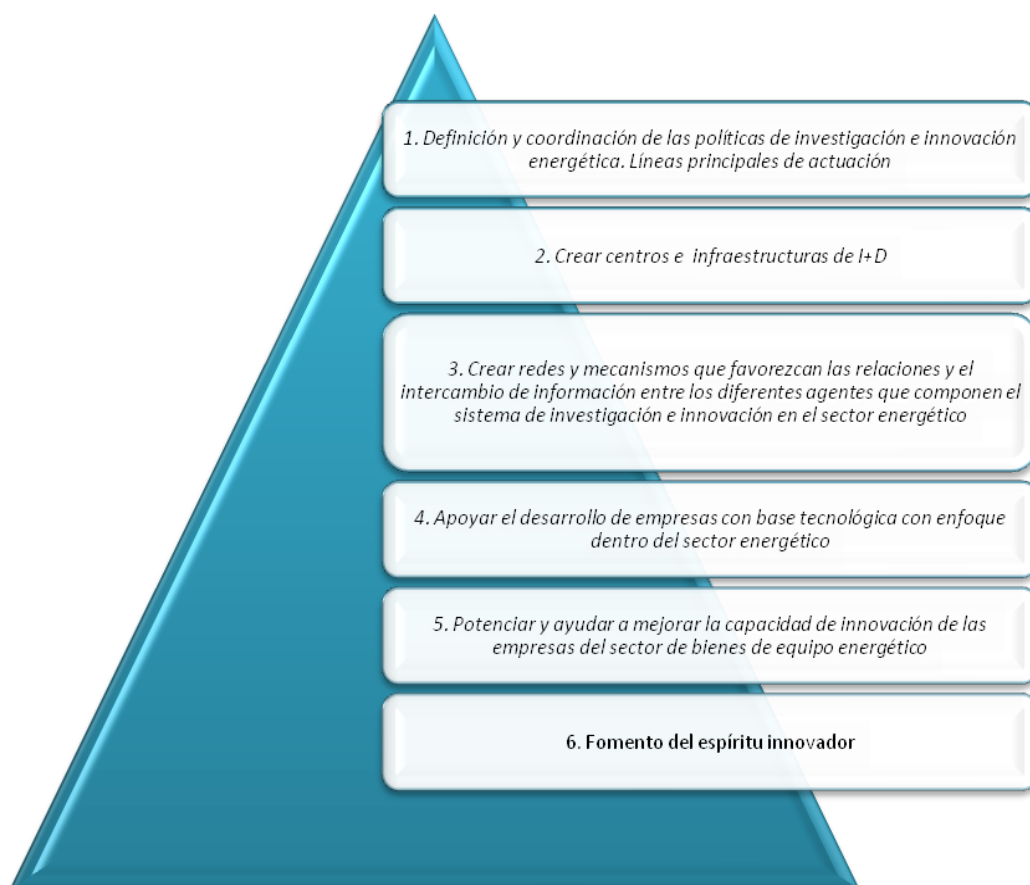 1. Definición y coordinación de las políticas de investigación e innovación
energética. Líneas principales de actuación
2. Crear centros e infraestructuras de I+D
3. Crear redes y mecanismos que favorezcan las relaciones y el
intercambio de información entre los diferentes agentes que componen el
sistema de investigación e innovación en el sector energético
4. Apoyar el desarrollo de empresas con base tecnológica con enfoque
dentro del sector energético
5. Potenciar y ayudar a mejorar la capacidad de innovación de las
empresas del sector de bienes de equipo energético
6. Fomento del espíritu innovador